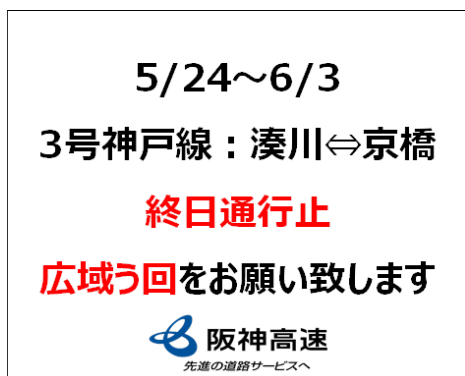 5/24～6/3
3号神戸線：湊川⇔京橋
終日通行止
広域う回をお願い致します
阪神高速
先進の道路サービスへ